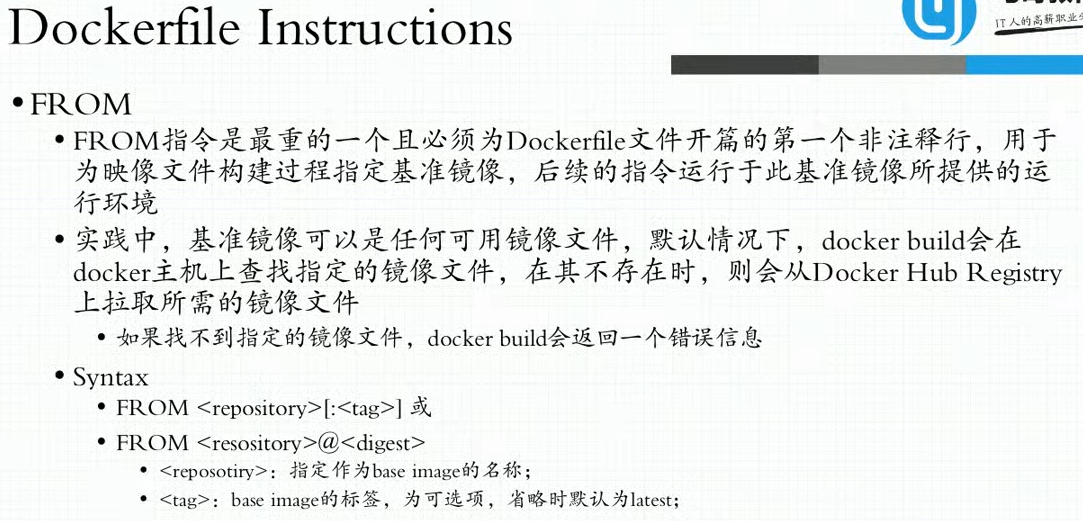 Dockerfile Instructions
IT人的高薪职业
•FROM
•FROM指令是最重的一个且必须为Dockerfile文件开篇的第一个非注释行，用于
为映像文件构建过程指定基准镜像，后续的指令运行于此基准镜像所提供的运
行环境
•实践中，基准镜像可以是任何可用镜像文件，默认情况下，docker build会在
docker主机上查找指定的镜像文件，在其不存在时，则会从Docker Hub Registry
上拉取所需的镜像文件
•如果找不到指定的镜像文件，docker build会返回一个错误信息
•Syntax
•FROM <repository>[:<tag>] 或
•FROM <resository>@<digest>
•<reposotiry>：指定作为base image的名称；
•<tag>：base image的标签，为可选项，省略时默认为latest；